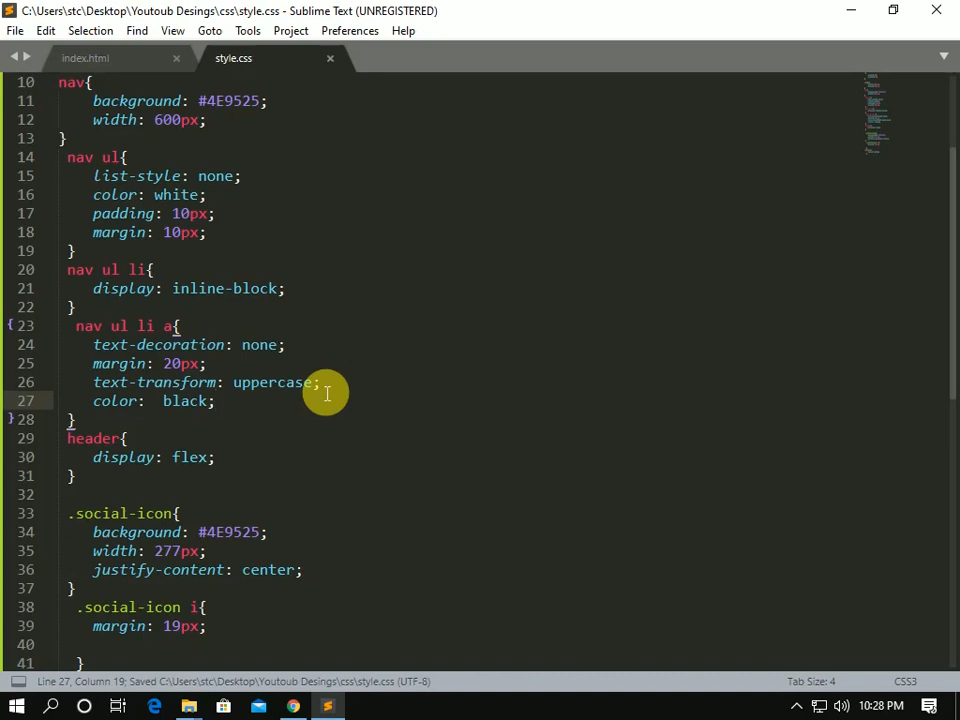 C:\Users\stc\Desktop\Youtoub Desings\css\style.css - Sublime Text (UNREGISTERED)
File Edit Selection Find View Goto Tools Project Preferences Help
index.html style.css
10 nav{
11 background: #4E9525;
12 width: 600px;
13 }
14 nav ul{
15 list-style: none;
16 color: white;
17 padding: 10px;
18 margin: 10px;
19 }
20 nav ul li{
21 display: inline-block;
22 }
{ 23 nav ul li a{
24 text-decoration: none;
25 margin: 20px;
26 text-transform: uppercase;
27 color:  black;
} 28 }
29 header{
30 display: flex;
31 }
32
33 .social-icon{
34 background: #4E9525;
35 width: 277px;
36 justify-content: center;
37 }
38 .social-icon i{
39 margin: 19px;
40
41 }
Line 27, Column 19; Saved C:\Users\stc\Desktop\Youtoub Desings\css\style.css (UTF-8) Tab Size: 4 CSS3
10:28 PM